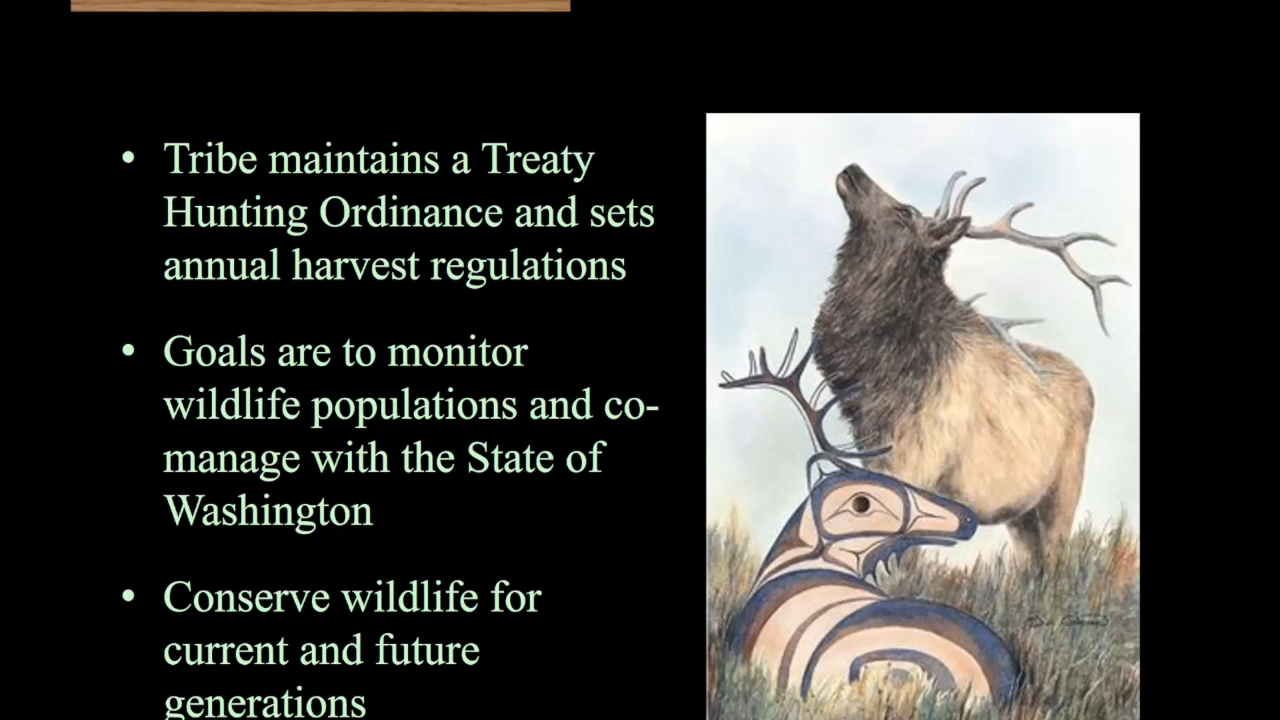 • Tribe maintains a Treaty
Hunting Ordinance and sets
annual harvest regulations
• Goals are to monitor
wildlife populations and co-
manage with the State of
Washington
• Conserve wildlife for
current and future
generations